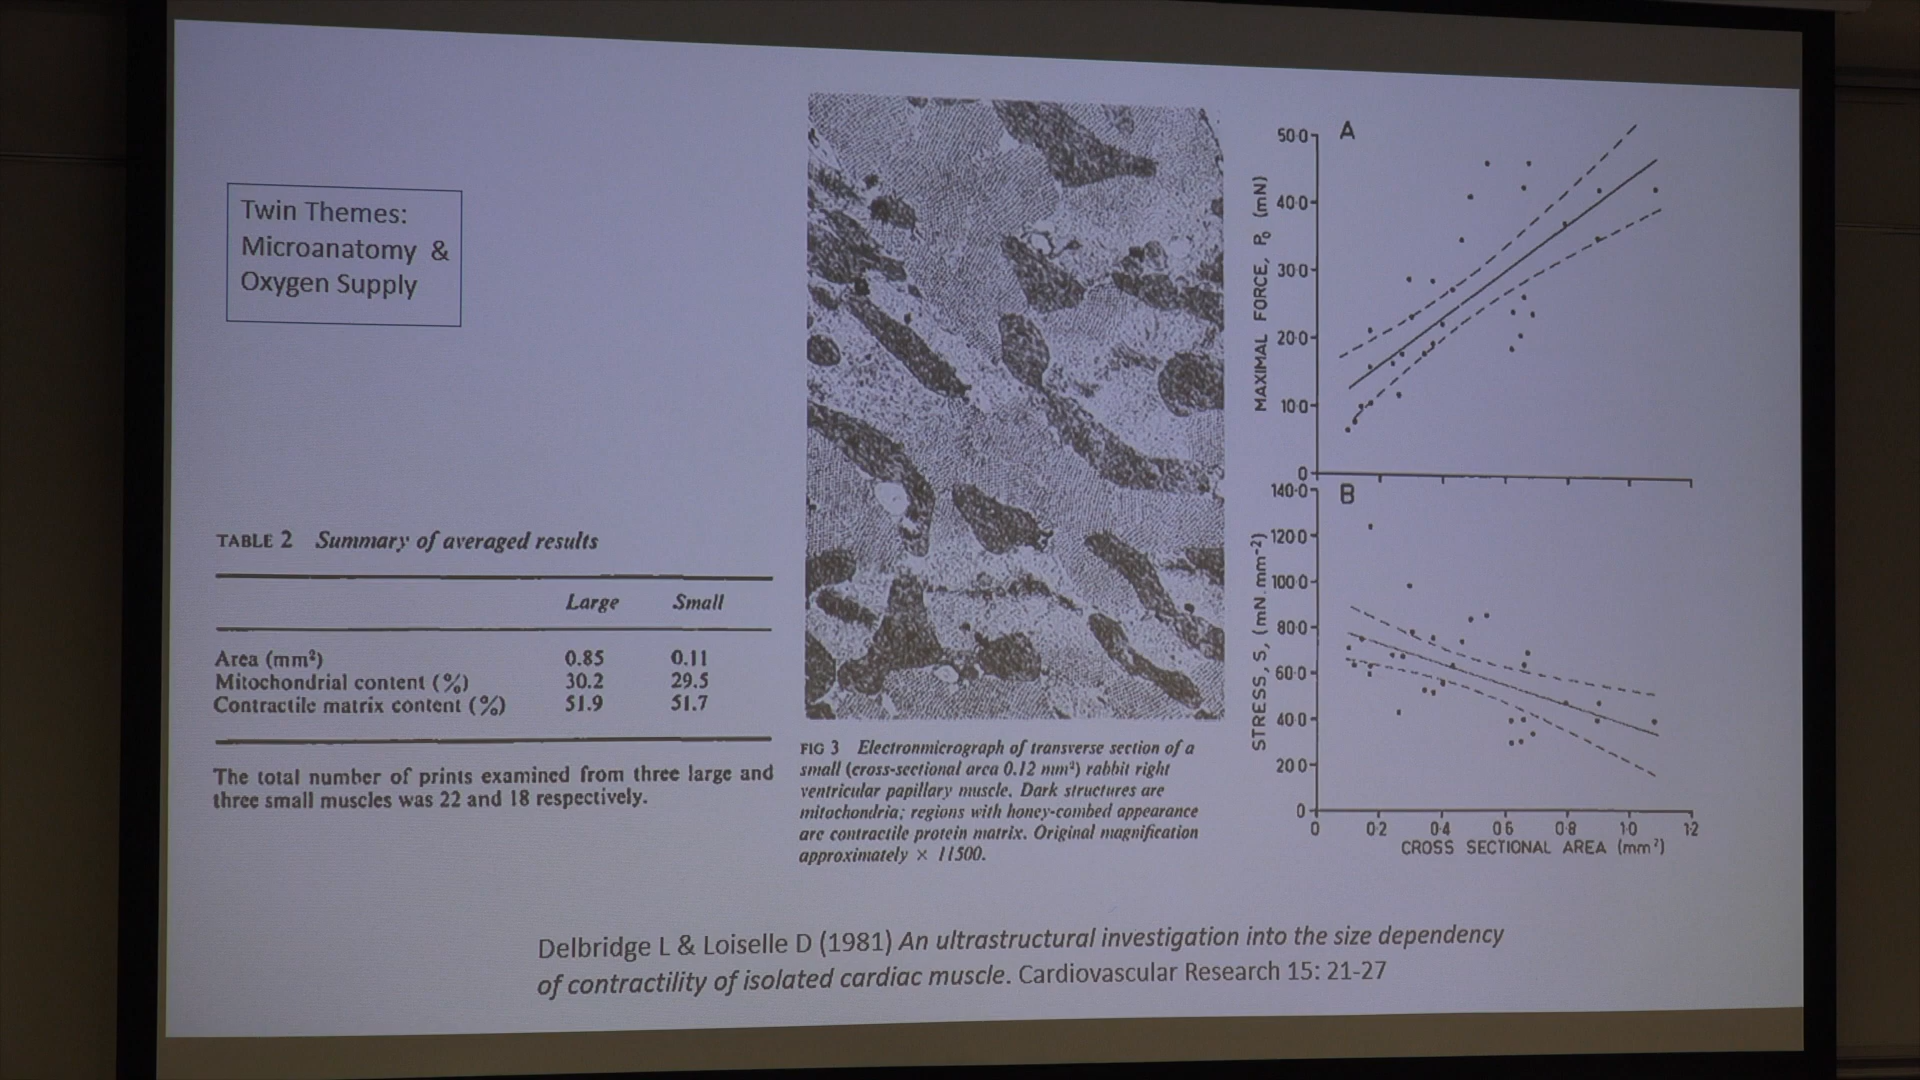 Twin Themes:
Microanatomy &
Oxygen Supply
TABLE 2 Summary of averaged results
Large Small
Area (mm²) 0.85 0.11
Mitochondrial content (%) 30.2 29.5
Contractile matrix content (%) 51.9 51.7
The total number of prints examined from three large and
three small muscles was 22 and 18 respectively.
FIG 3 Electronmicrograph of transverse section of a
small (cross-sectional area 0.12 mm²) rabbit right
ventricular papillary muscle. Dark structures are
mitochondria; regions with honey-combed appearance
are contractile protein matrix. Original magnification
approximately × 11500.
A
MAXIMAL FORCE, P₀ (mN)
50·0
40·0
30·0
20·0
10·0
0
B
STRESS, S, (mN.mm⁻²)
140·0
120·0
100·0
80·0
60·0
40·0
20·0
0
0 0·2 0·4 0·6 0·8 1·0 1·2
CROSS SECTIONAL AREA (mm²)
Delbridge L & Loiselle D (1981) An ultrastructural investigation into the size dependency
of contractility of isolated cardiac muscle. Cardiovascular Research 15: 21-27